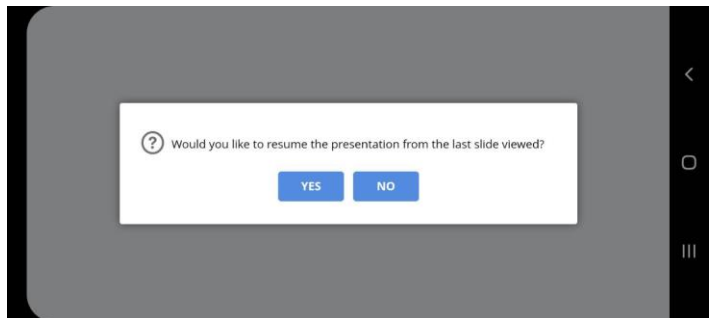 Would you like to resume the presentation from the last slide viewed?
YES NO